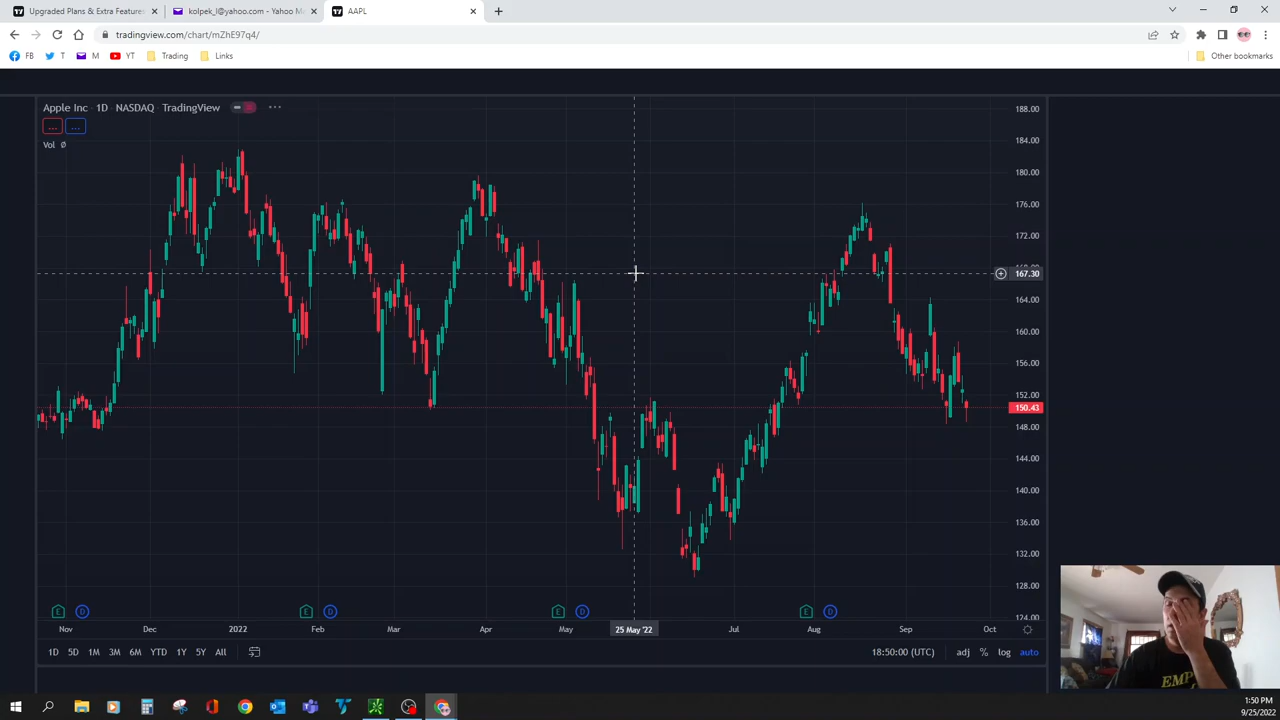 Upgraded Plans & Extra Features
kolpek_l@yahoo.com - Yahoo M
AAPL
tradingview.com/chart/mZhE97q4/
FB T M YT Trading Links Other bookmarks
Apple Inc · 1D · NASDAQ · TradingView
... ...
Vol Ø
188.00
184.00
180.00
176.00
172.00
167.30
164.00
160.00
156.00
152.00
150.43
148.00
144.00
140.00
136.00
132.00
128.00
124.00
E D E D E D E D
Nov Dec 2022 Feb Mar Apr May 25 May '22 Jul Aug Sep Oct
1D 5D 1M 3M 6M YTD 1Y 5Y All 18:50:00 (UTC) adj % log auto
EMP
1:50 PM
9/25/2022